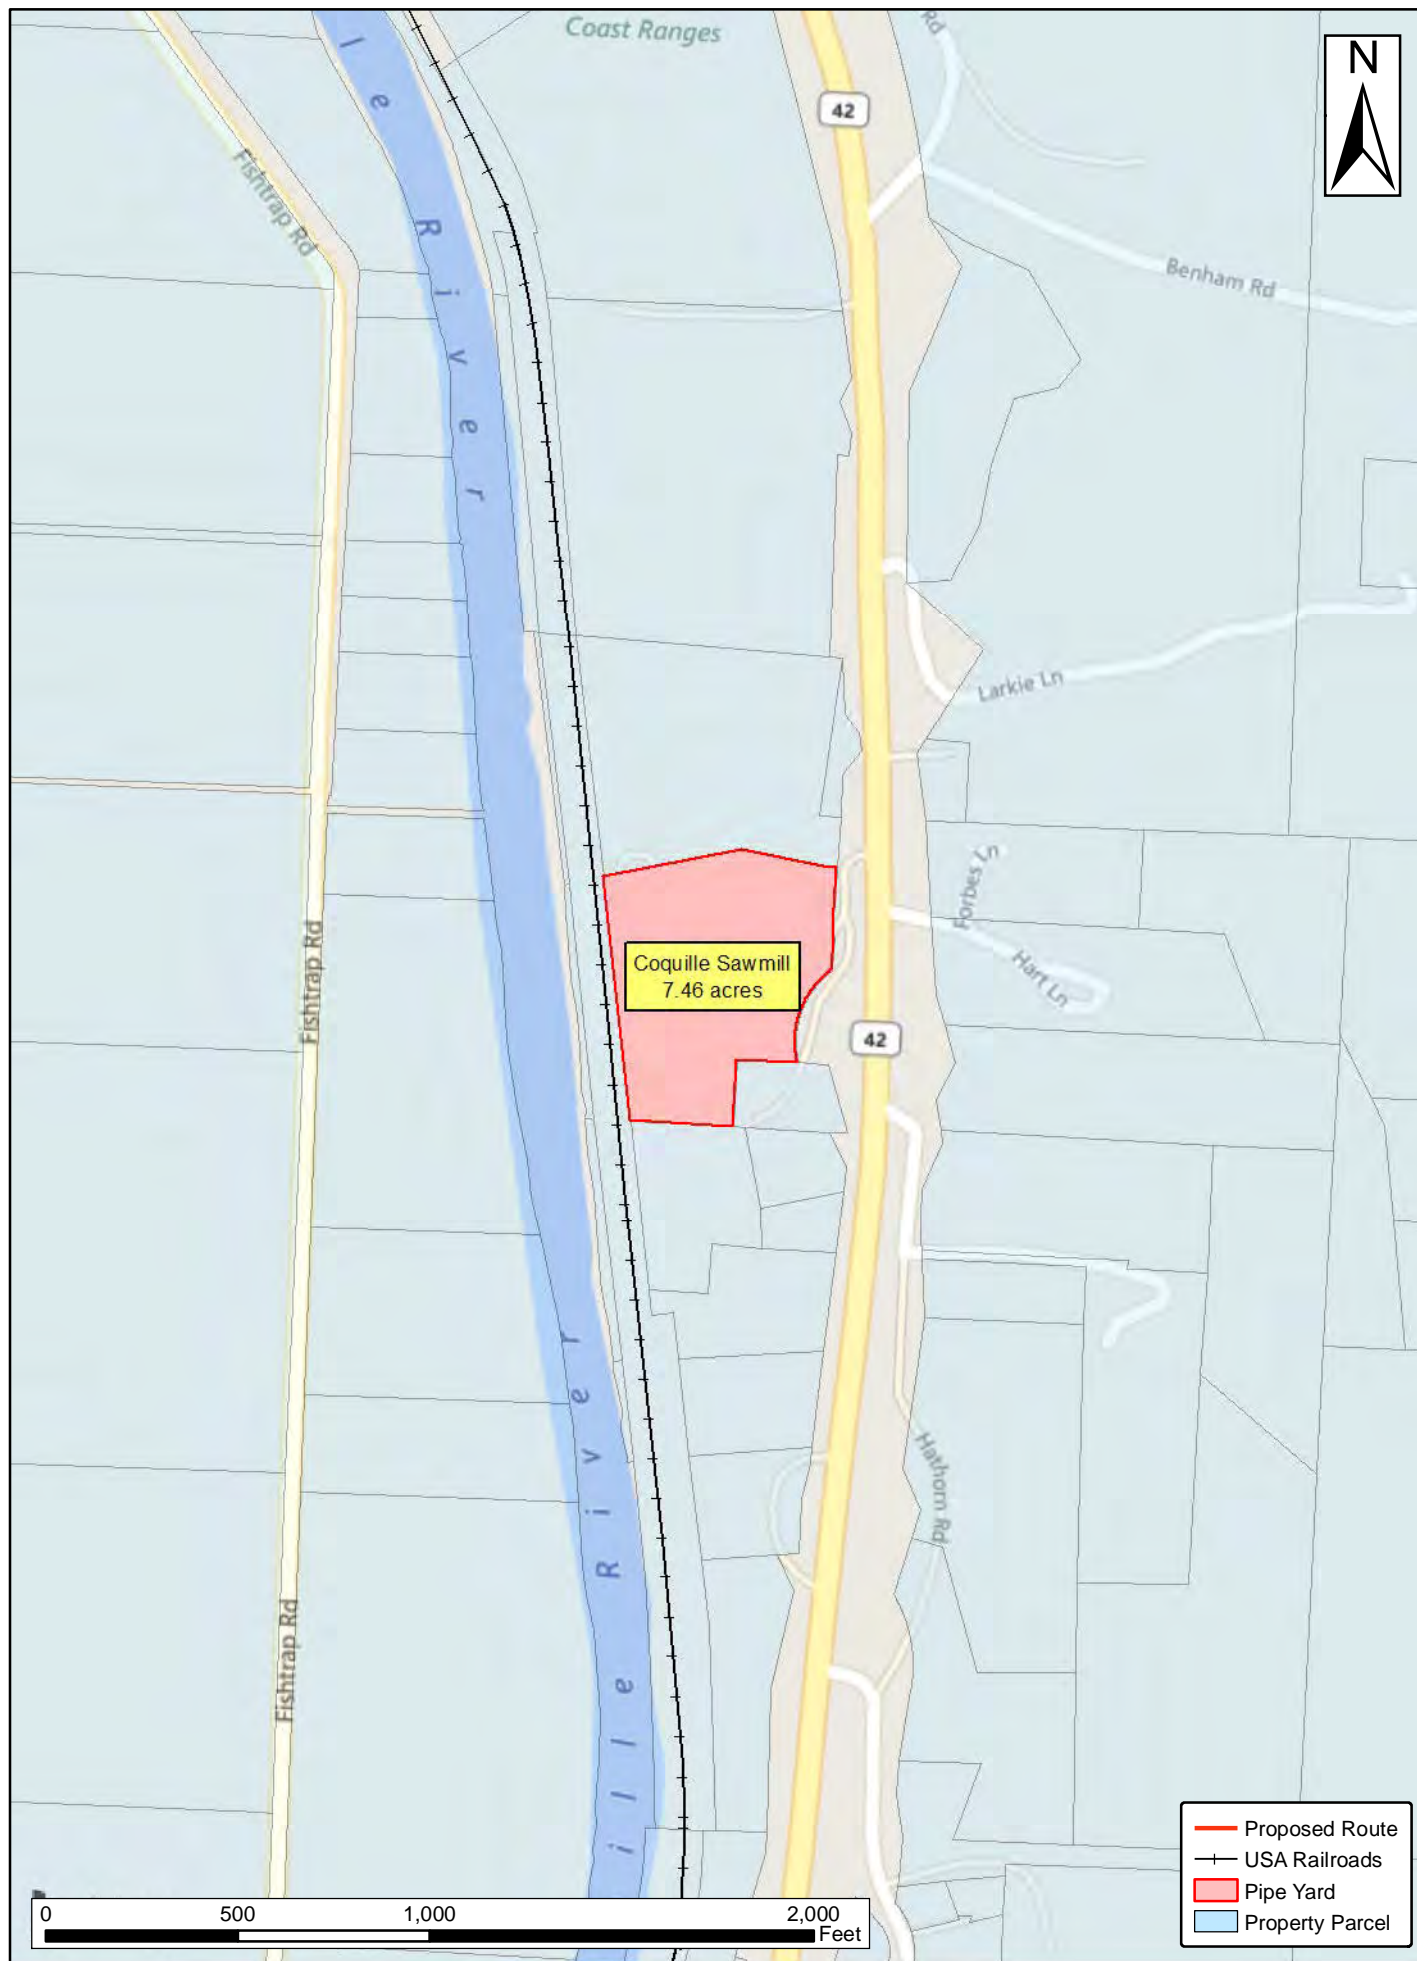 Coast Ranges
N
Rd
42
l e R i v e r
Fishtrap Rd
Benham Rd
Larkie Ln
Forbes Ln
Hart Ln
Coquille Sawmill
7.46 acres
Fishtrap Rd
42
i l l e R i v e r
Hathorn Rd
Fishtrap Rd
Proposed Route
USA Railroads
Pipe Yard
Property Parcel
0 500 1,000 2,000
Feet